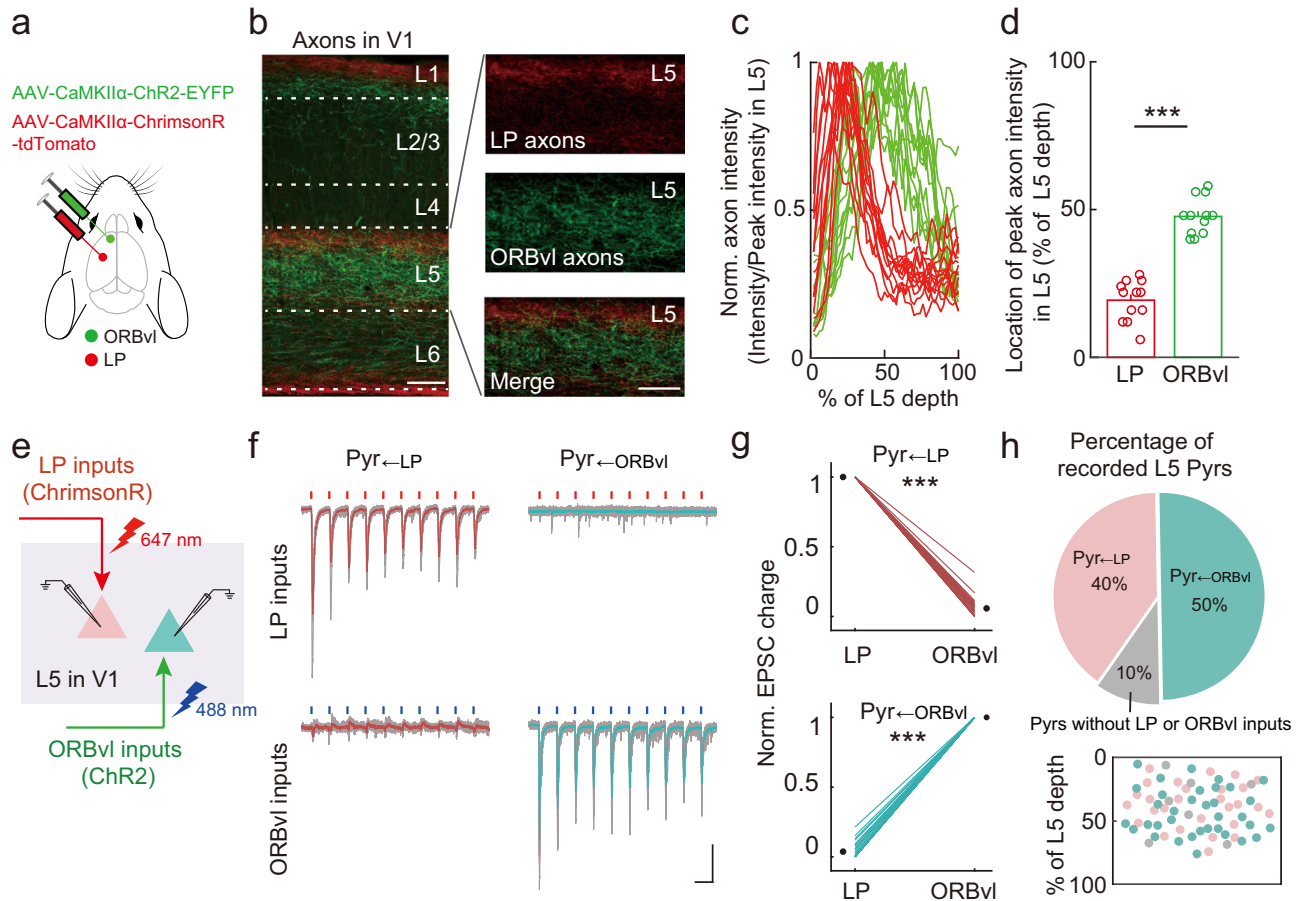 a
AAV-CaMKIIα-ChR2-EYFP
AAV-CaMKIIα-ChrimsonR
-tdTomato
ORBvl
LP
b
Axons in V1
L1
L2/3
L4
L5
L6
L5
LP axons
L5
ORBvl axons
L5
Merge
c
Norm. axon intensity
(Intensity/Peak intensity in L5)
1
0.5
1
0
50
100
% of L5 depth
d
Location of peak axon intensity
in L5 (% of L5 depth)
100
50
0
***
LP
ORBvl
e
LP inputs
(ChrimsonR)
647 nm
L5 in V1
488 nm
ORBvl inputs
(ChR2)
f
Pyr←LP
Pyr←ORBvl
LP inputs
ORBvl inputs
g
Norm. EPSC charge
Pyr←LP
***
1
0.5
0
LP
ORBvl
Pyr←ORBvl
***
1
0.5
0
LP
ORBvl
h
Percentage of
recorded L5 Pyrs
Pyr←LP
40%
Pyr←ORBvl
50%
10%
Pyrs without LP or ORBvl inputs
% of L5 depth
0
50
100